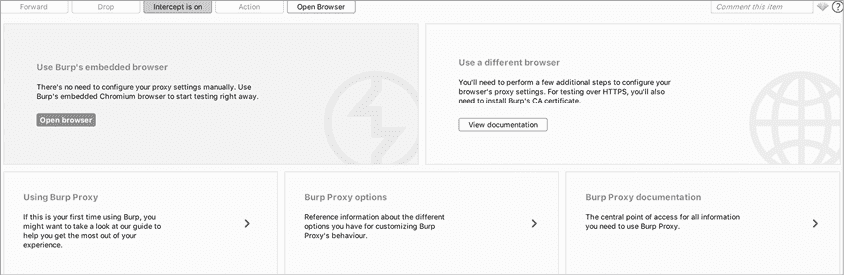 Forward Drop Intercept is on Action Open Browser Comment this item ?
Use Burp's embedded browser
There's no need to configure your proxy settings manually. Use
Burp's embedded Chromium browser to start testing right away.
Open browser
Use a different browser
You'll need to perform a few additional steps to configure your
browser's proxy settings. For testing over HTTPS, you'll also
need to install Burp's CA certificate.
View documentation
Using Burp Proxy
If this is your first time using Burp, you
might want to take a look at our guide to
help you get the most out of your
experience.
Burp Proxy options
Reference information about the different
options you have for customizing Burp
Proxy's behaviour.
Burp Proxy documentation
The central point of access for all information
you need to use Burp Proxy.